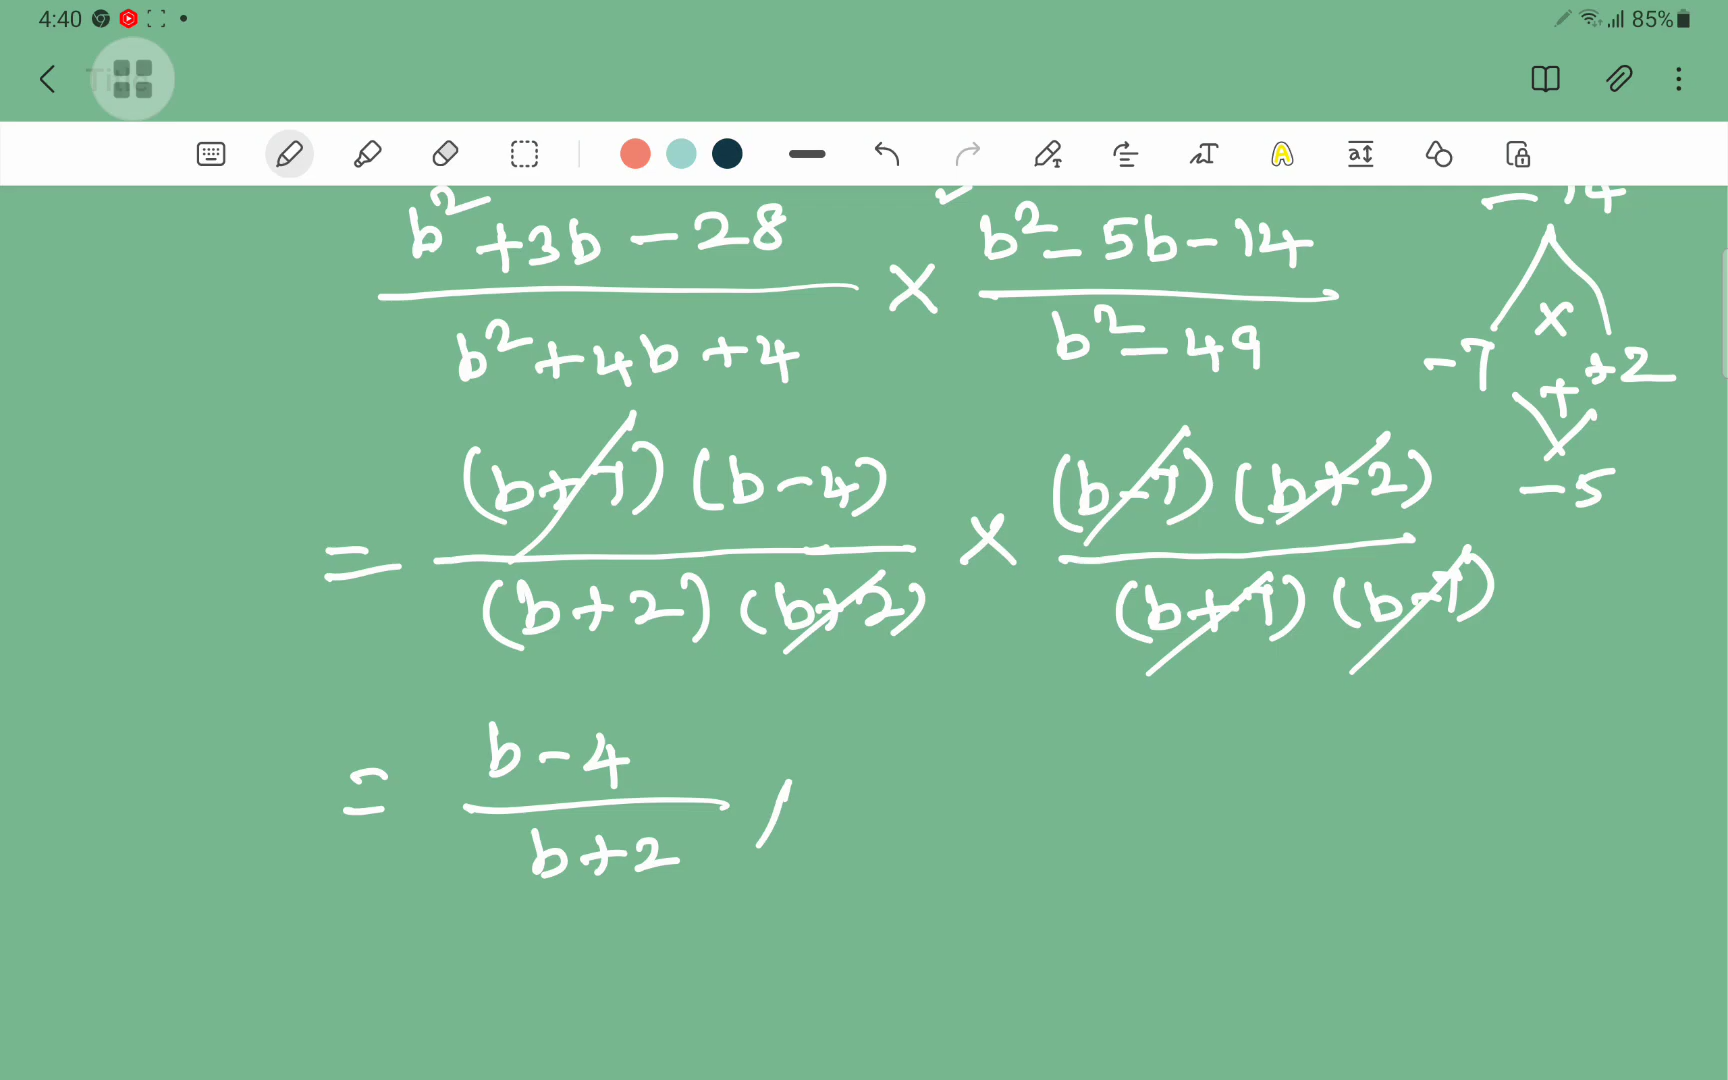 4:40 85%
b² + 3b − 28 / b² + 4b + 4 × b² − 5b − 14 / b² − 49
− 14
× 
−7 +2
+
−5
= (b+7) (b−4) / (b+2) (b+2) × (b−7) (b+2) / (b+7) (b−7)
= b − 4 / b + 2 /